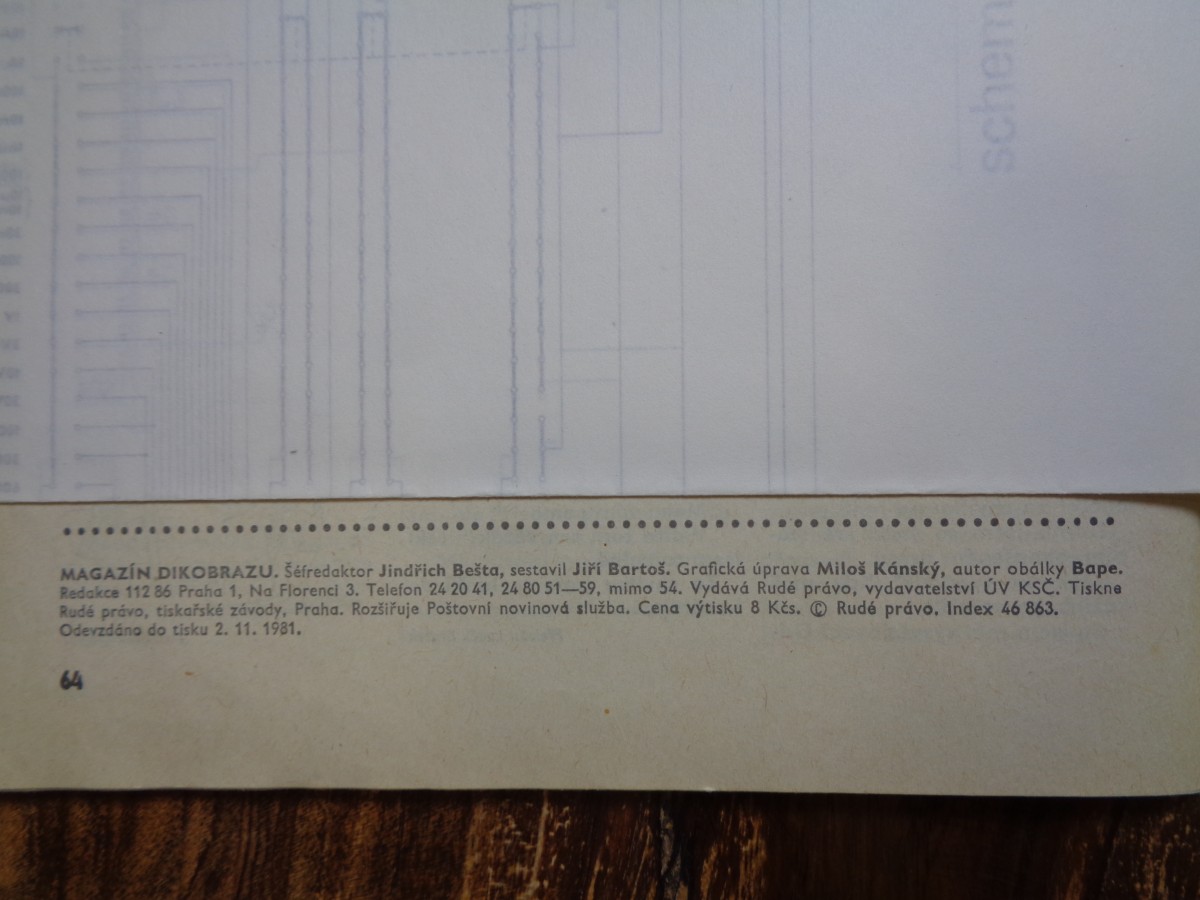 schem
MAGAZÍN DIKOBRAZU. Šéfredaktor Jindřich Bešta, sestavil Jiří Bartoš. Grafická úprava Miloš Kánský, autor obálky Bape.
Redakce 112 86 Praha 1, Na Florenci 3. Telefon 24 20 41, 24 80 51—59, mimo 54. Vydává Rudé právo, vydavatelství ÚV KSČ. Tiskne
Rudé právo, tiskařské závody, Praha. Rozšiřuje Poštovní novinová služba. Cena výtisku 8 Kčs. © Rudé právo. Index 46 863.
Odevzdáno do tisku 2. 11. 1981.
64